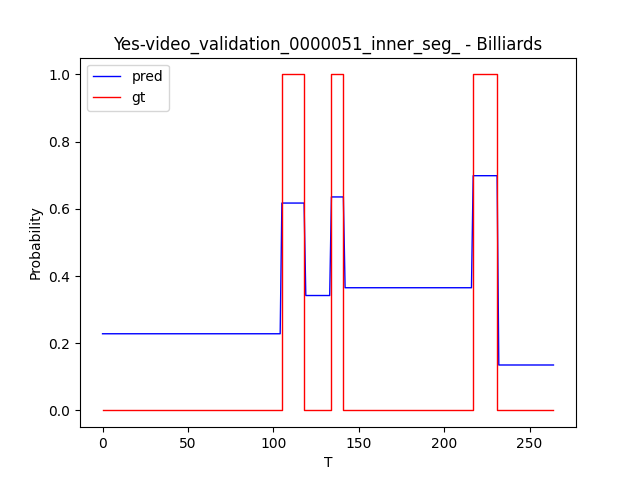 Yes-video_validation_0000051_inner_seg_ - Billiards
pred
gt
1.0
0.8
0.6
0.4
0.2
0.0
Probability
0 50 100 150 200 250
T